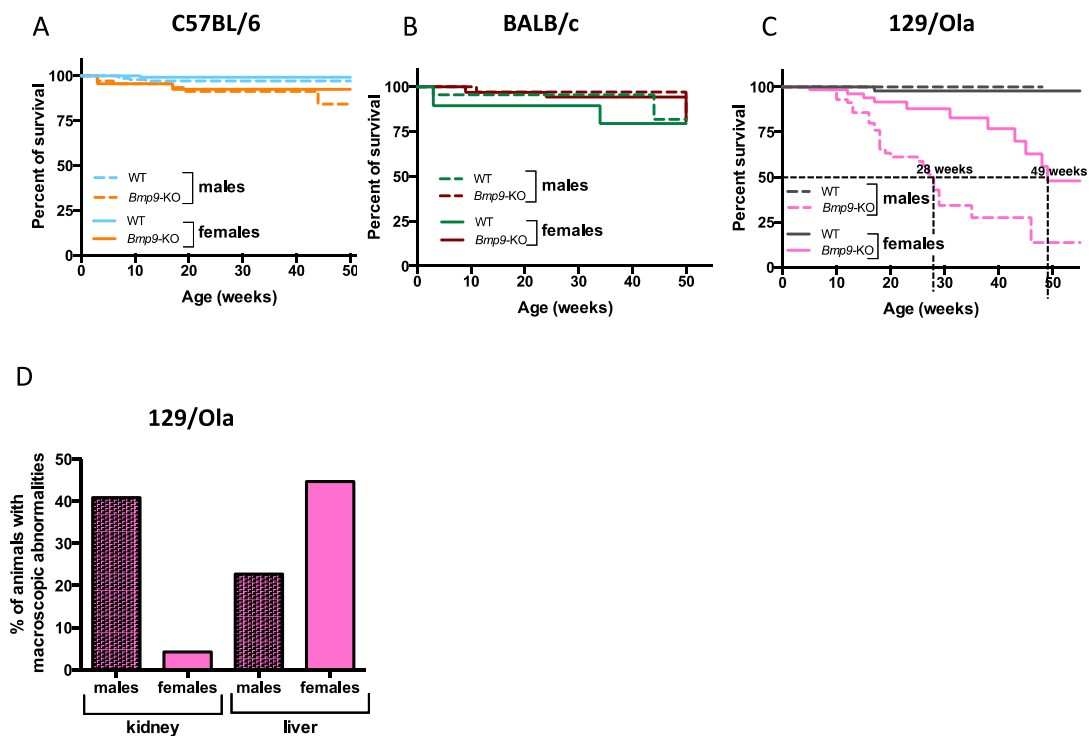 A
C57BL/6
Percent of survival
100
75
50
25
0
WT
Bmp9-KO
males
WT
Bmp9-KO
females
0 10 20 30 40 50
Age (weeks)
B
BALB/c
Percent of survival
100
75
50
25
0
WT
Bmp9-KO
males
WT
Bmp9-KO
females
0 10 20 30 40 50
Age (weeks)
C
129/Ola
Percent survival
100
75
50
25
0
28 weeks
49 weeks
WT
Bmp9-KO
males
WT
Bmp9-KO
females
0 10 20 30 40 50
Age (weeks)
D
129/Ola
% of animals with
macroscopic abnormalities
50
40
30
20
10
0
males females males females
kidney liver